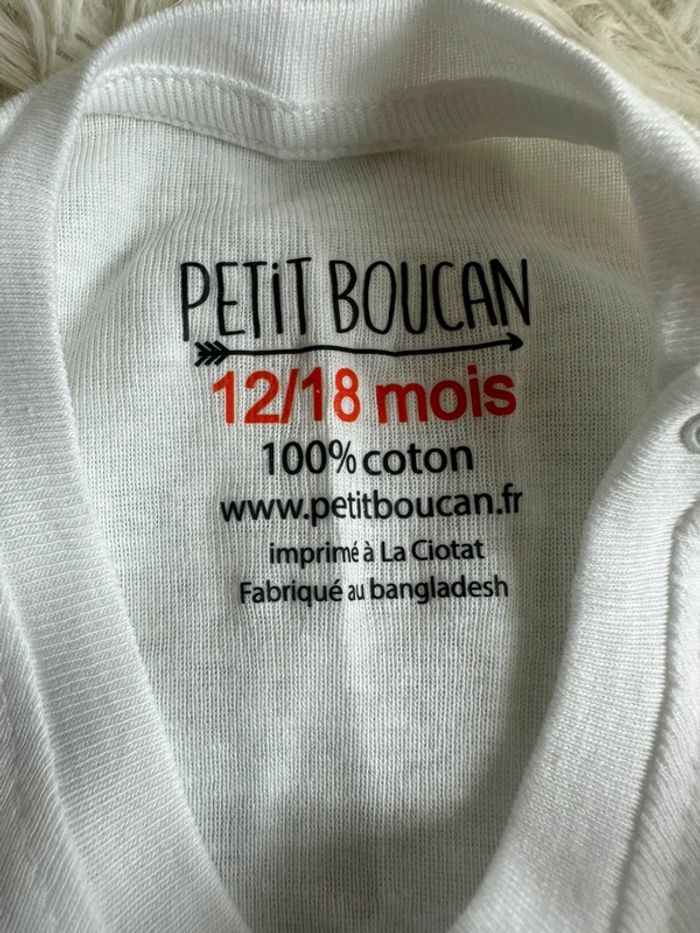 PETiT BOUCAN
12/18 mois
100% coton
www.petitboucan.fr
imprimé à La Ciotat
Fabriqué au bangladesh